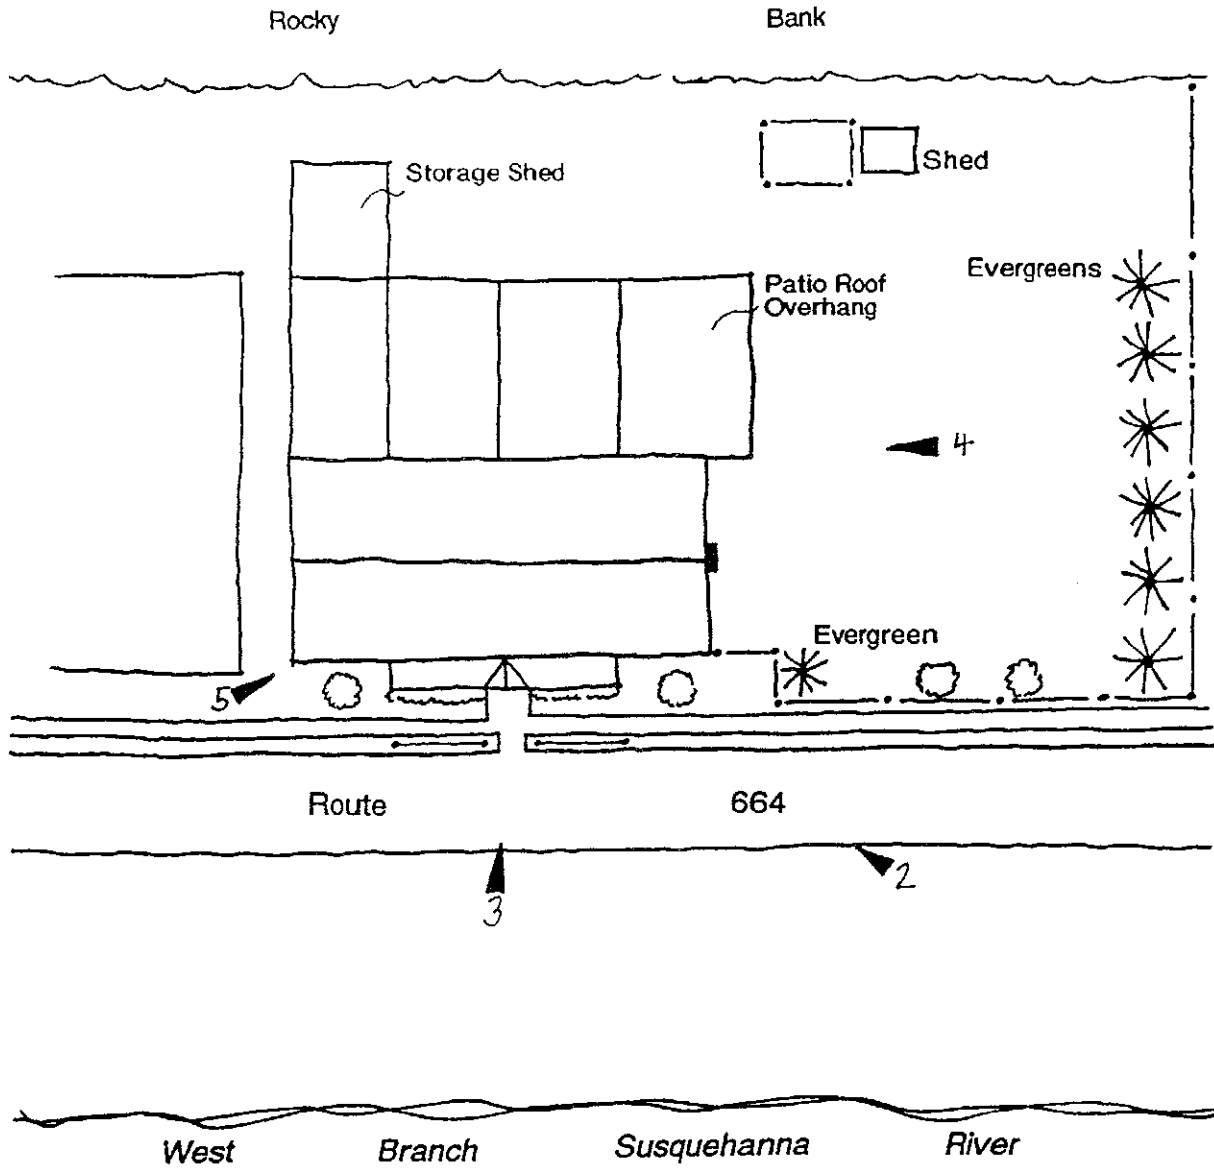 Rocky Bank
Storage Shed
Shed
Evergreens
Patio Roof
Overhang
4
Evergreen
5
Route 664
2
3
West Branch Susquehanna River